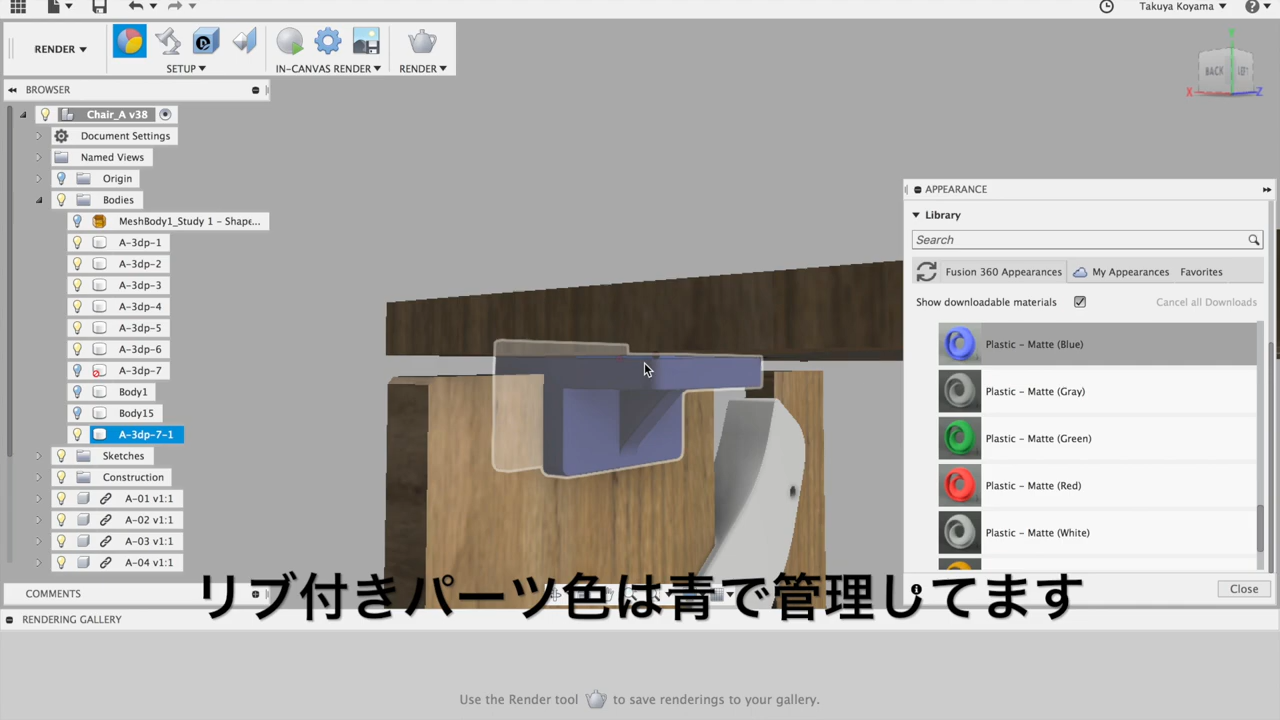 Takuya Koyama
RENDER
SETUP
IN-CANVAS RENDER
RENDER
BACK
LEFT
Y
X
Z
BROWSER
Chair_A v38
Document Settings
Named Views
Origin
Bodies
MeshBody1_Study 1 - Shape...
A-3dp-1
A-3dp-2
A-3dp-3
A-3dp-4
A-3dp-5
A-3dp-6
A-3dp-7
Body1
Body15
A-3dp-7-1
Sketches
Construction
A-01 v1:1
A-02 v1:1
A-03 v1:1
A-04 v1:1
COMMENTS
APPEARANCE
Library
Search
Fusion 360 Appearances
My Appearances
Favorites
Show downloadable materials
Cancel all Downloads
Plastic - Matte (Blue)
Plastic - Matte (Gray)
Plastic - Matte (Green)
Plastic - Matte (Red)
Plastic - Matte (White)
Close
リブ付きパーツ色は青で管理してます
RENDERING GALLERY
Use the Render tool to save renderings to your gallery.